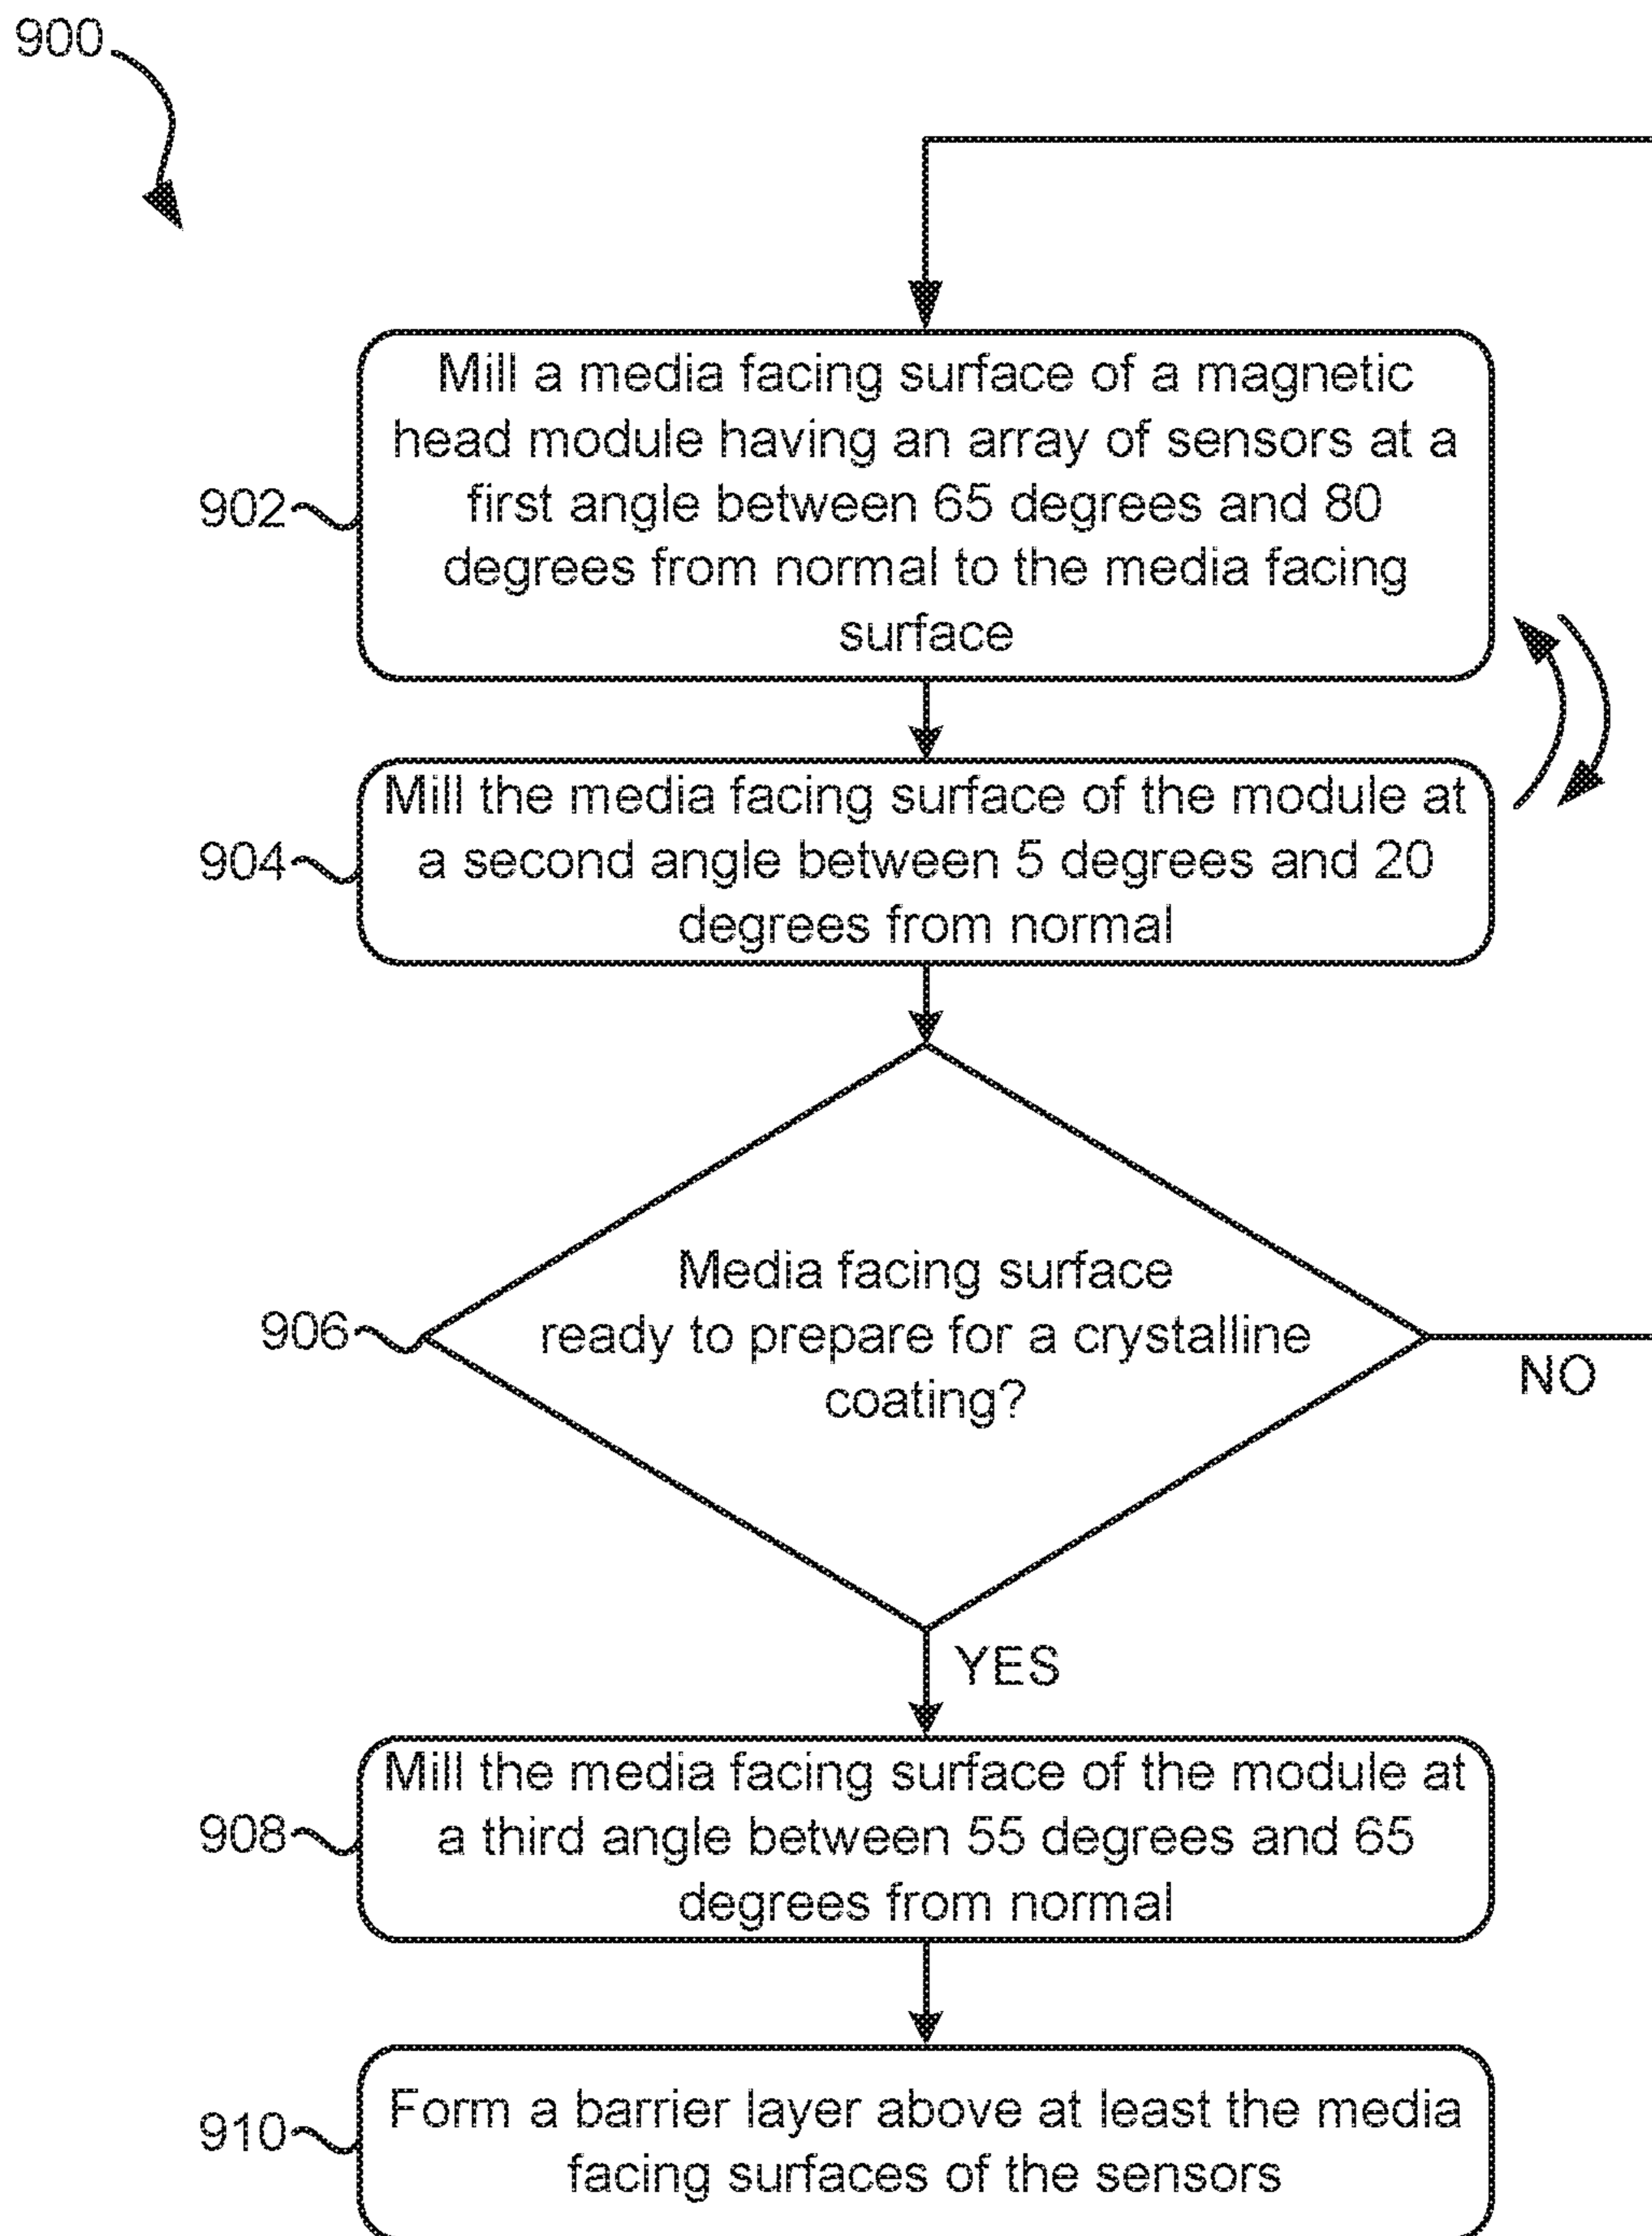 900
Mill a media facing surface of a magnetic
head module having an array of sensors at a
first angle between 65 degrees and 80
degrees from normal to the media facing
surface
902
Mill the media facing surface of the module at
a second angle between 5 degrees and 20
degrees from normal
904
Media facing surface
ready to prepare for a crystalline
coating?
906
NO
YES
Mill the media facing surface of the module at
a third angle between 55 degrees and 65
degrees from normal
908
Form a barrier layer above at least the media
facing surfaces of the sensors
910